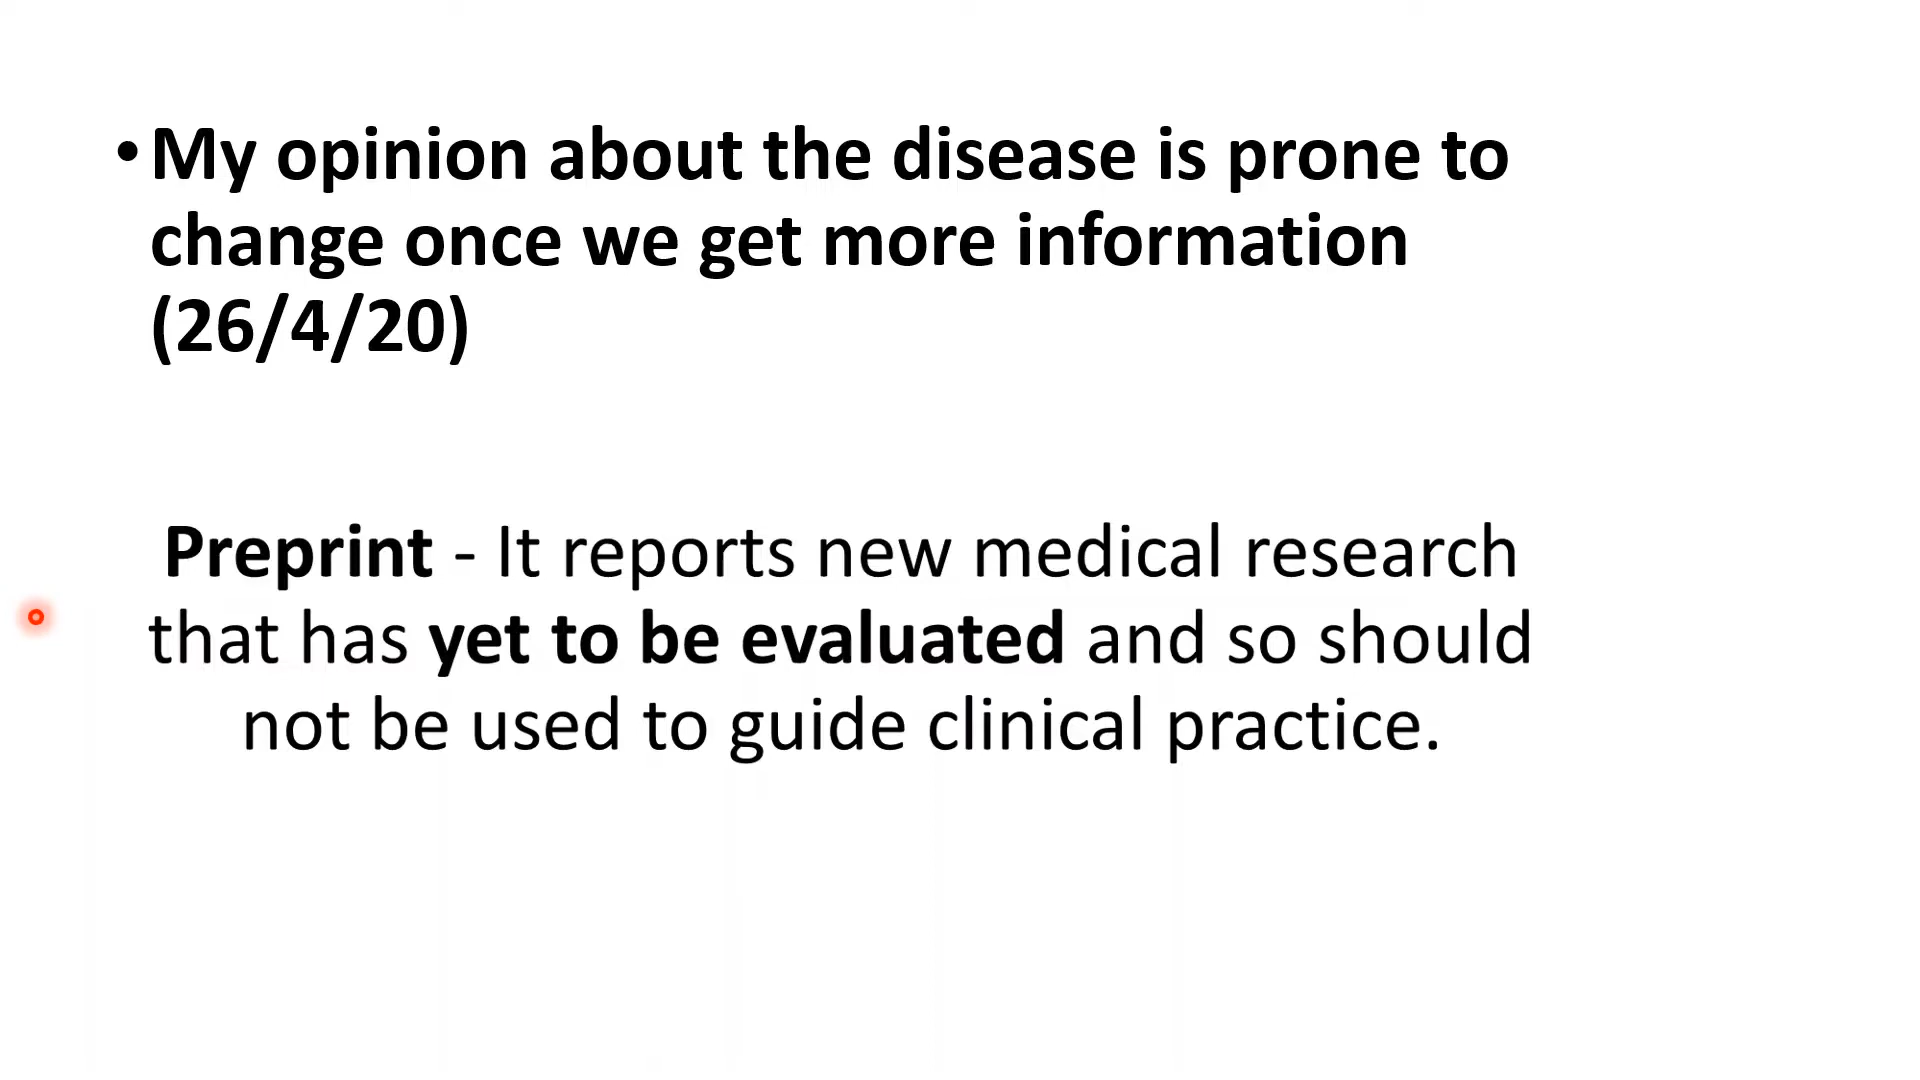 •My opinion about the disease is prone to
change once we get more information
(26/4/20)
Preprint - It reports new medical research
that has yet to be evaluated and so should
not be used to guide clinical practice.